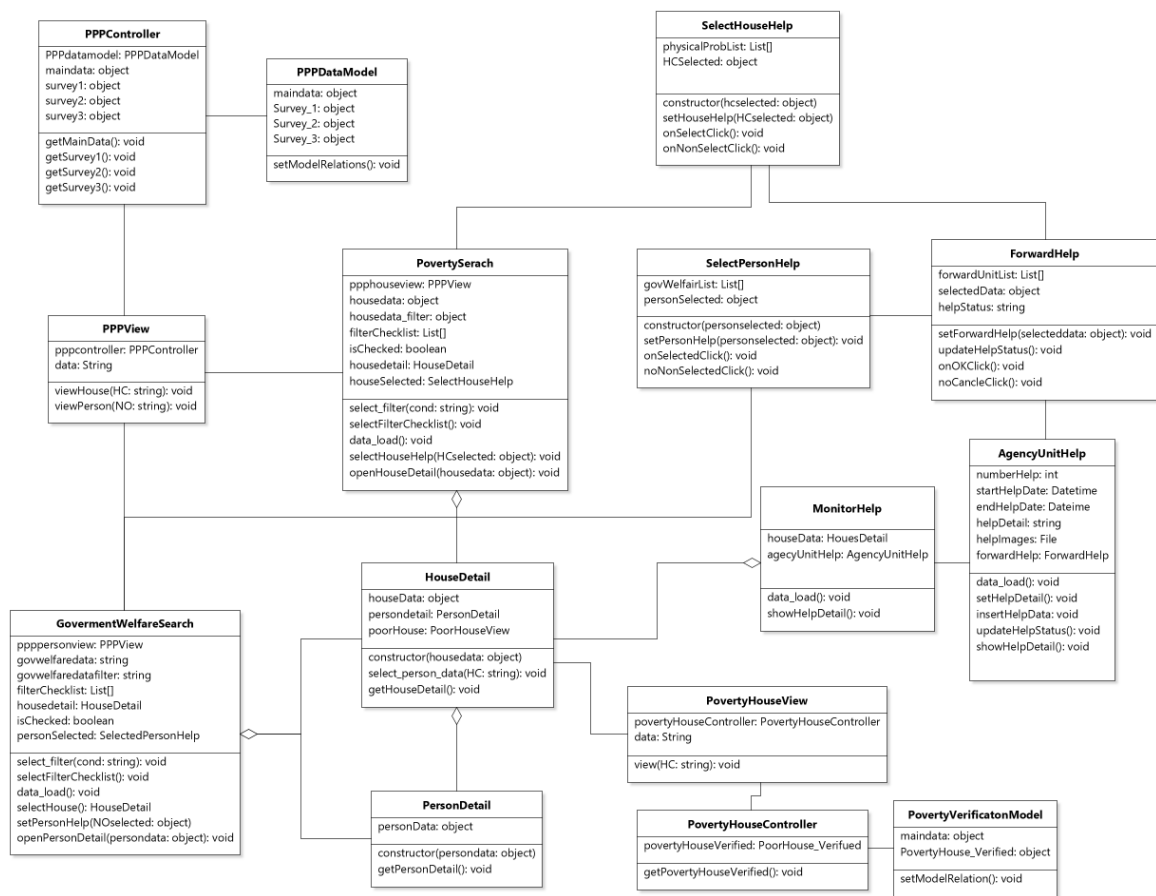 PPPController
PPPdatamodel: PPPDataModel
maindata: object
survey1: object
survey2: object
survey3: object
getMainData(): void
getSurvey1(): void
getSurvey2(): void
getSurvey3(): void
PPPDataModel
maindata: object
Survey_1: object
Survey_2: object
Survey_3: object
setModelRelations(): void
SelectHouseHelp
physicalProbList: List[]
HCSelected: object
constructor(hcselected: object)
setHouseHelp(HCselected: object)
onSelectClick(): void
onNonSelectClick(): void
PPPView
pppcontroller: PPPController
data: String
viewHouse(HC: string): void
viewPerson(NO: string): void
PovertySerach
ppphouseview: PPPView
housedata: object
housedata_filter: object
filterChecklist: List[]
isChecked: boolean
housedetail: HouseDetail
houseSelected: SelectHouseHelp
select_filter(cond: string): void
selectFilterChecklist(): void
data_load(): void
selectHouseHelp(HCselected: object): void
openHouseDetail(housedata: object): void
SelectPersonHelp
govWelfairList: List[]
personSelected: object
constructor(personselected: object)
setPersonHelp(personselected: object): void
onSelectedClick(): void
noNonSelectedClick(): void
ForwardHelp
forwardUnitList: List[]
selectedData: object
helpStatus: string
setForwardHelp(selecteddata: object): void
updateHelpStatus(): void
onOKClick(): void
noCancleClick(): void
AgencyUnitHelp
numberHelp: int
startHelpDate: Datetime
endHelpDate: Dateime
helpDetail: string
helpImages: File
forwardHelp: ForwardHelp
data_load(): void
setHelpDetail(): void
insertHelpData: void
updateHelpStatus(): void
showHelpDetail(): void
MonitorHelp
houseData: HouesDetail
agecyUnitHelp: AgencyUnitHelp
data_load(): void
showHelpDetail(): void
HouseDetail
houseData: object
persondetail: PersonDetail
poorHouse: PoorHouseView
constructor(housedata: object)
select_person_data(HC: string): void
getHouseDetail(): void
GovermentWelfareSearch
ppppersonview: PPPView
govwelfaredata: string
govwelfaredatafilter: string
filterChecklist: List[]
housedetail: HouseDetail
isChecked: boolean
personSelected: SelectedPersonHelp
select_filter(cond: string): void
selectFilterChecklist(): void
data_load(): void
selectHouse(): HouseDetail
setPersonHelp(NOselected: object)
openPersonDetail(persondata: object): void
PersonDetail
personData: object
constructor(persondata: object)
getPersonDetail(): void
PovertyHouseView
povertyHouseController: PovertyHouseController
data: String
view(HC: string): void
PovertyHouseController
povertyHouseVerified: PoorHouse_Verifued
getPovertyHouseVerified(): void
PovertyVerificatonModel
maindata: object
PovertyHouse_Verified: object
setModelRelation(): void